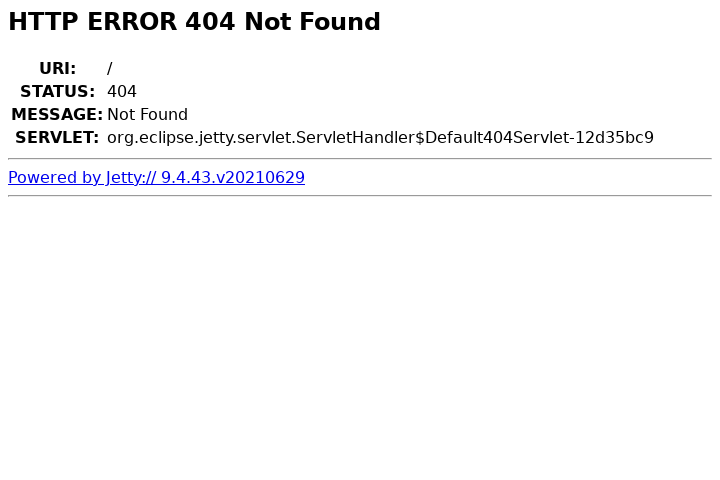 HTTP ERROR 404 Not Found
URI: /
STATUS: 404
MESSAGE: Not Found
SERVLET: org.eclipse.jetty.servlet.ServletHandler$Default404Servlet-12d35bc9
Powered by Jetty:// 9.4.43.v20210629